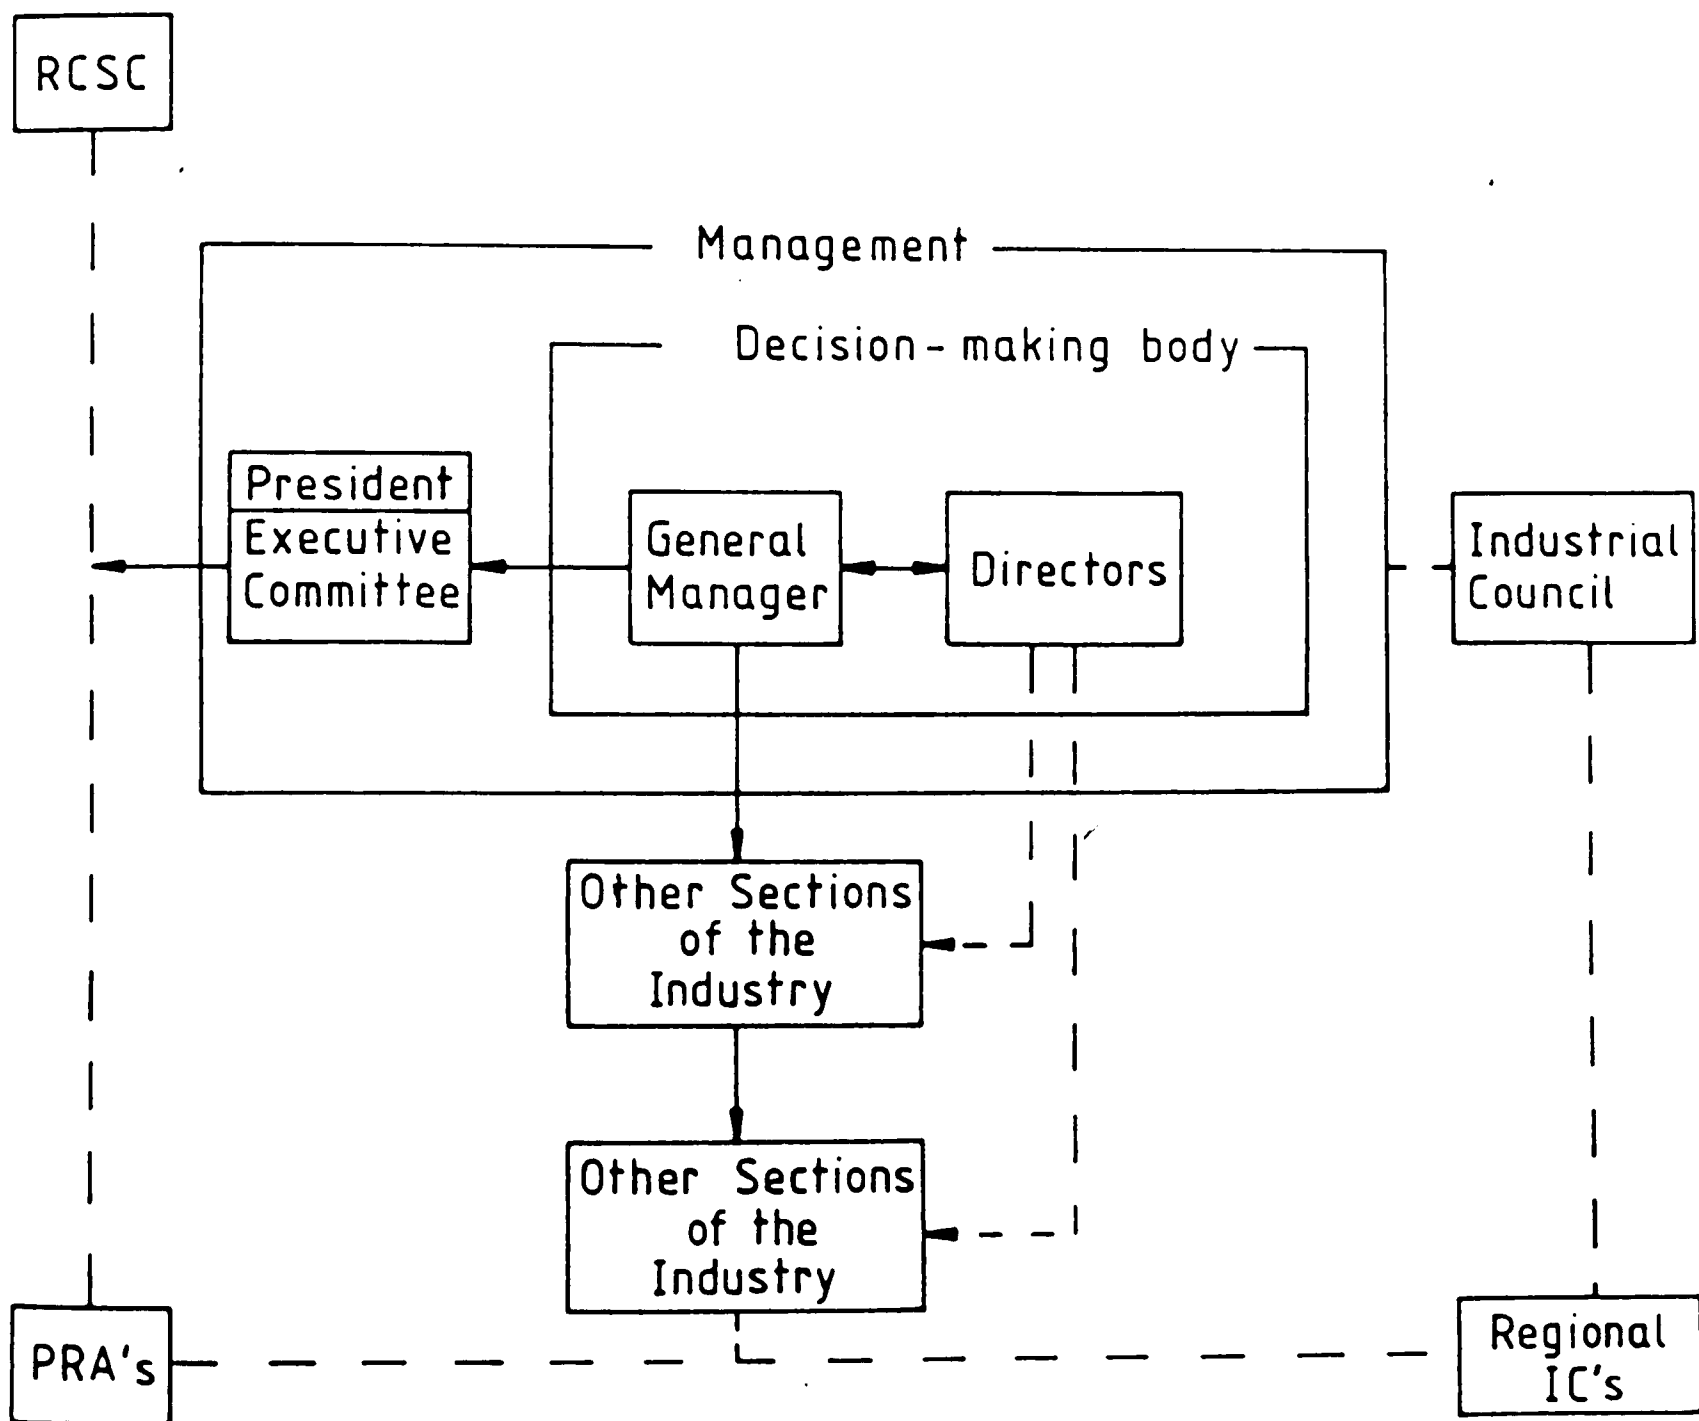 RCSC
Management
Decision-making body
President
Executive
Committee
General
Manager
Directors
Industrial
Council
Other Sections
of the
Industry
Other Sections
of the
Industry
PRA's
Regional
IC's